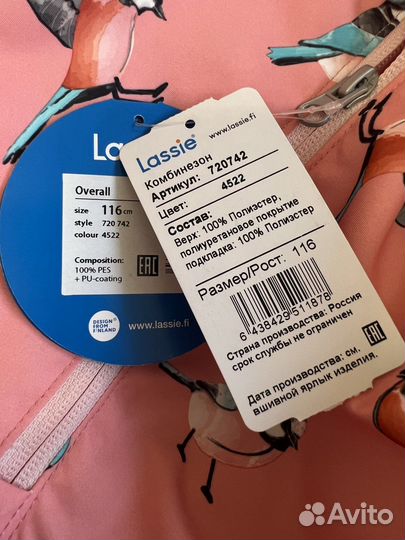 La
Overall
size 116 cm
style 720 742
colour 4522
Composition:
100% PES
+ PU-coating
EAC
DESIGN
FROM
FINLAND
www.lassie.fi
Lassie®
www.lassie.fi
Комбинезон
Артикул: 720742
Цвет: 4522
Состав:
Верх: 100% Полиэстер,
полиуретановое покрытие
подкладка: 100% Полиэстер
Размер/Рост: 116
6 438429 511878
Страна производства: Россия
срок службы не ограничен
EAC
Дата производства: см.
вшивной ярлык изделия.
Avito